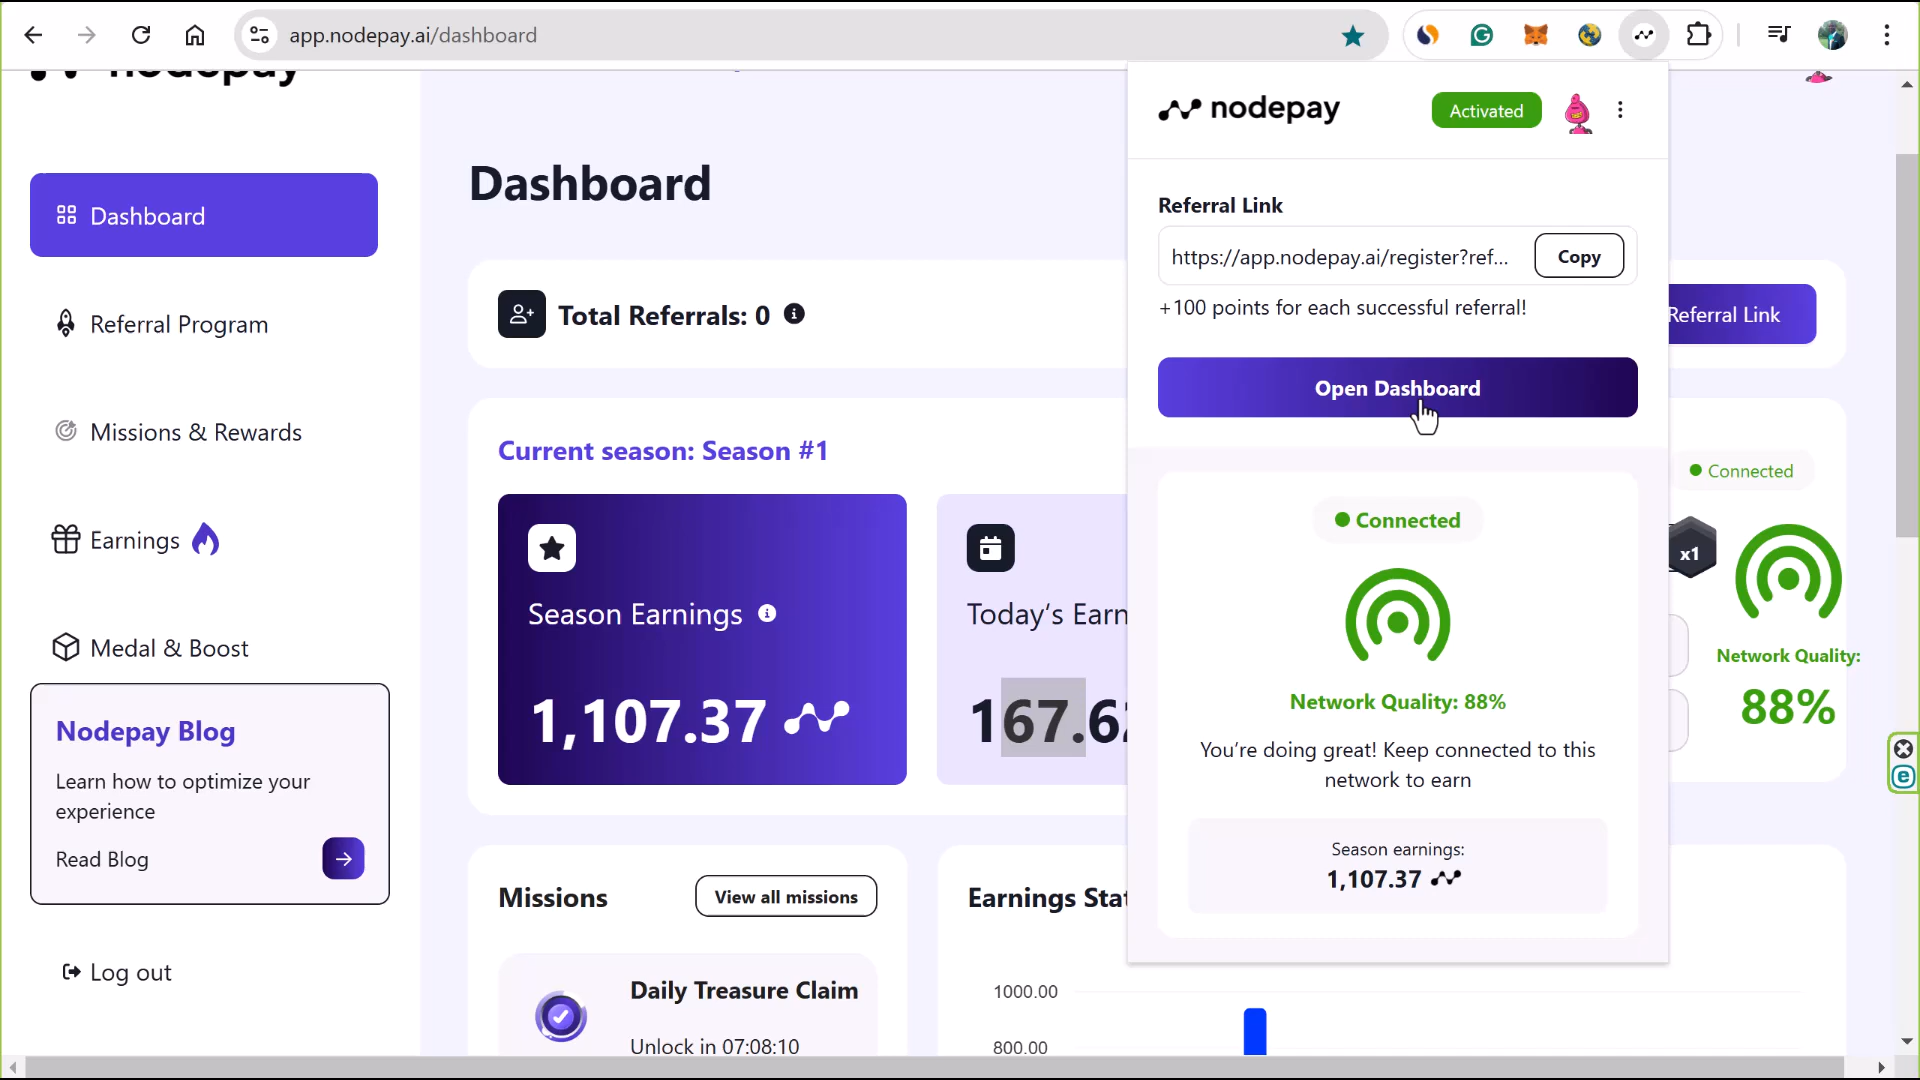 app.nodepay.ai/dashboard
nodepay
Dashboard
Referral Program
Missions & Rewards
Earnings
Medal & Boost
Nodepay Blog
Learn how to optimize your
experience
Read Blog
Log out
Dashboard
Total Referrals: 0
Referral Link
Current season: Season #1
Season Earnings
1,107.37
Today's Earn
167.62
Connected
x1
Network Quality:
88%
Missions
View all missions
Daily Treasure Claim
Unlock in 07:08:10
Earnings Stat
1000.00
800.00
nodepay
Activated
Referral Link
https://app.nodepay.ai/register?ref...
Copy
+100 points for each successful referral!
Open Dashboard
Connected
Network Quality: 88%
You're doing great! Keep connected to this
network to earn
Season earnings:
1,107.37